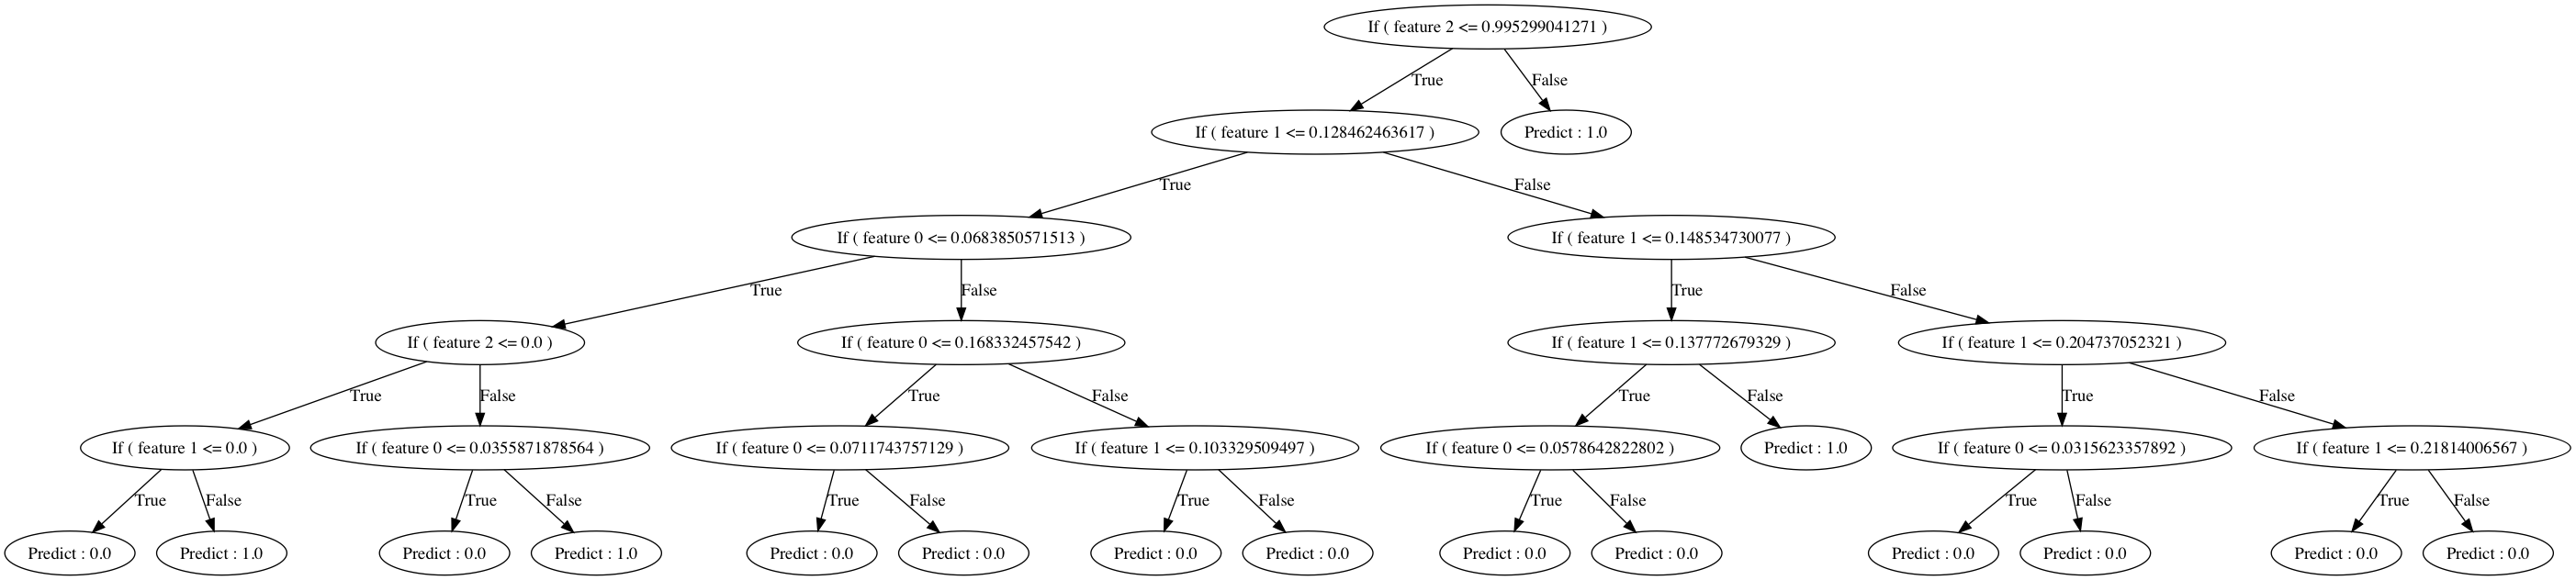 If ( feature 2 <= 0.995299041271 )
True
False
If ( feature 1 <= 0.128462463617 )
Predict : 1.0
True
False
If ( feature 0 <= 0.0683850571513 )
If ( feature 1 <= 0.148534730077 )
True
False
True
False
If ( feature 2 <= 0.0 )
If ( feature 0 <= 0.168332457542 )
If ( feature 1 <= 0.137772679329 )
If ( feature 1 <= 0.204737052321 )
True
False
True
False
True
False
True
False
If ( feature 1 <= 0.0 )
If ( feature 0 <= 0.0355871878564 )
If ( feature 0 <= 0.0711743757129 )
If ( feature 1 <= 0.103329509497 )
If ( feature 0 <= 0.0578642822802 )
Predict : 1.0
If ( feature 0 <= 0.0315623357892 )
If ( feature 1 <= 0.21814006567 )
True
False
True
False
True
False
True
False
True
False
True
False
True
False
Predict : 0.0
Predict : 1.0
Predict : 0.0
Predict : 1.0
Predict : 0.0
Predict : 0.0
Predict : 0.0
Predict : 0.0
Predict : 0.0
Predict : 0.0
Predict : 0.0
Predict : 0.0
Predict : 0.0
Predict : 0.0